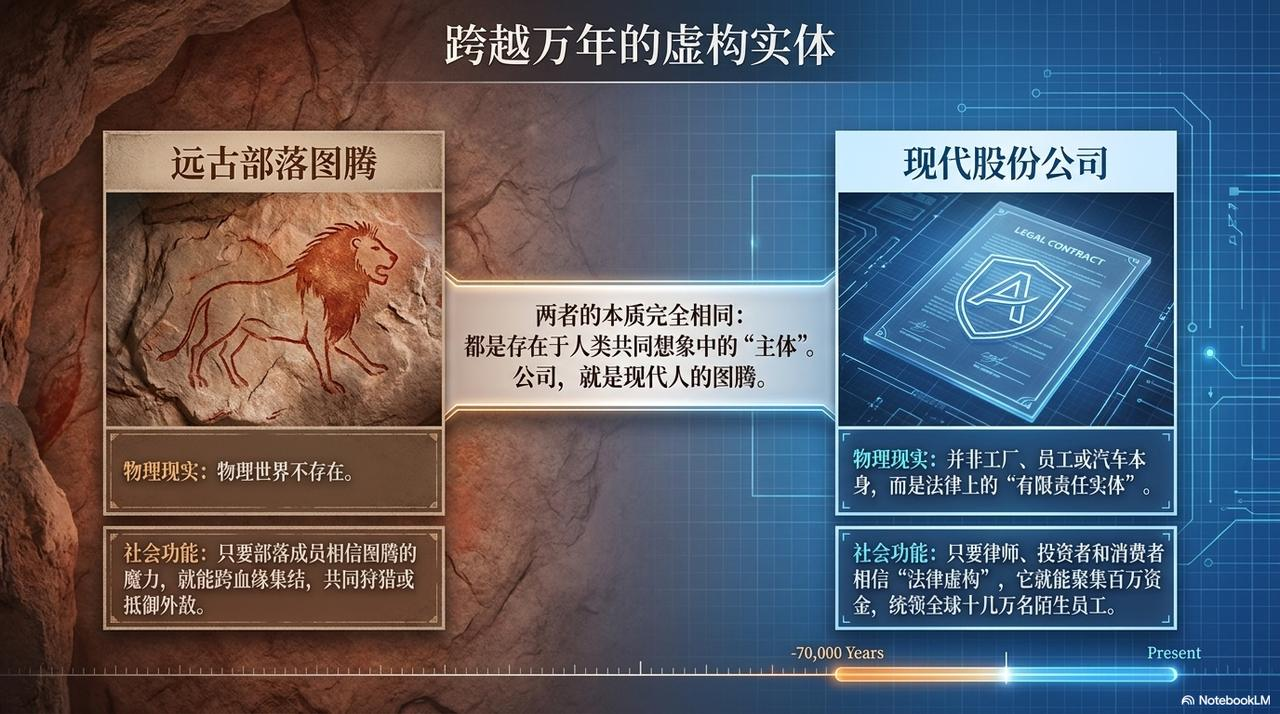 跨越万年的虚构实体
远古部落图腾
物理现实：物理世界不存在。
社会功能：只要部落成员相信图腾的
魔力，就能跨血缘集结，共同狩猎或
抵御外敌。
两者的本质完全相同：
都是存在于人类共同想象中的“主体”。
公司，就是现代人的图腾。
现代股份公司
LEGAL CONTRACT
物理现实：并非工厂、员工或汽车本
身，而是法律上的“有限责任实体”。
社会功能：只要律师、投资者和消费者
相信“法律虚构”，它就能聚集百万资
金，统领全球十几万名陌生员工。
-70,000 Years
Present
NotebookLM